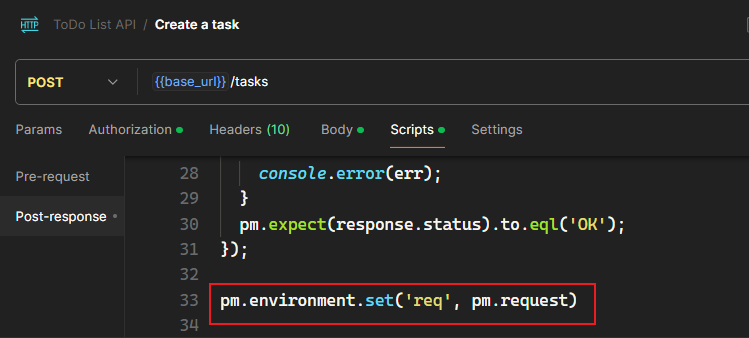 HTTP ToDo List API / Create a task
POST {{base_url}}/tasks
Params Authorization Headers (10) Body Scripts Settings
Pre-request
Post-response
28 console.error(err);
29 }
30 pm.expect(response.status).to.eql('OK');
31 });
32
33 pm.environment.set('req', pm.request)
34